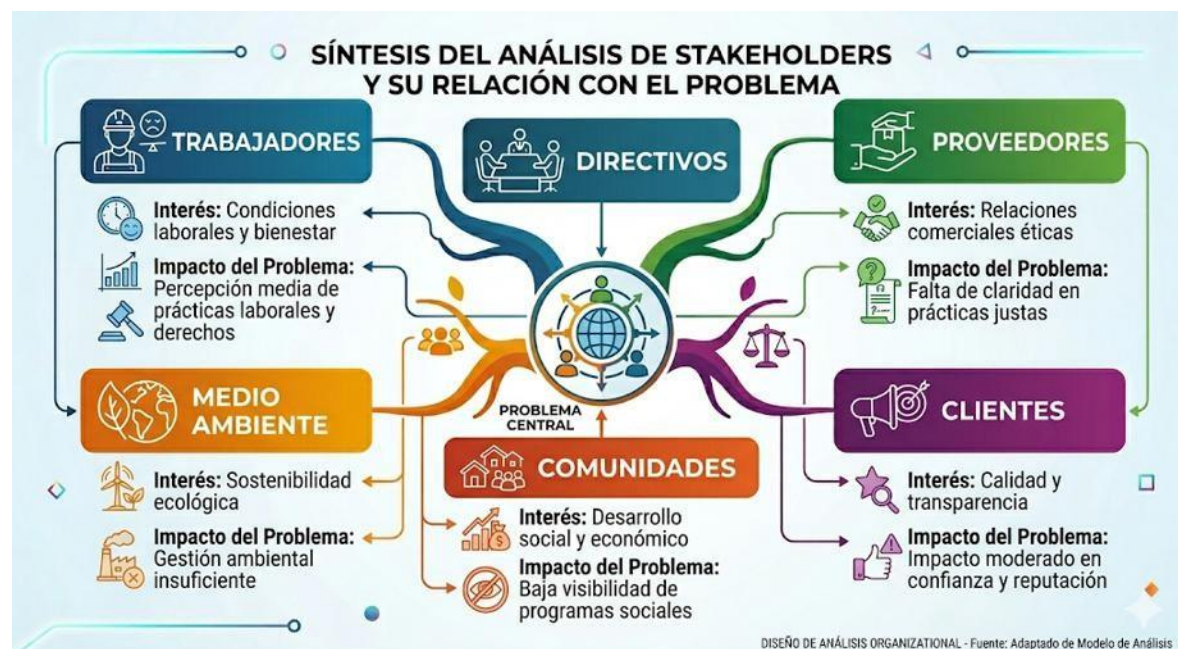 SÍNTESIS DEL ANÁLISIS DE STAKEHOLDERS
Y SU RELACIÓN CON EL PROBLEMA
TRABAJADORES
Interés: Condiciones
laborales y bienestar
Impacto del Problema:
Percepción media de
prácticas laborales y
derechos
DIRECTIVOS
PROVEEDORES
Interés: Relaciones
comerciales éticas
Impacto del Problema:
Falta de claridad en
prácticas justas
MEDIO
AMBIENTE
Interés: Sostenibilidad
ecológica
Impacto del Problema:
Gestión ambiental
insuficiente
PROBLEMA
CENTRAL
COMUNIDADES
Interés: Desarrollo
social y económico
Impacto del Problema:
Baja visibilidad de
programas sociales
CLIENTES
Interés: Calidad y
transparencia
Impacto del Problema:
Impacto moderado en
confianza y reputación
DISEÑO DE ANÁLISIS ORGANIZATIONAL - Fuente: Adaptado de Modelo de Análisis